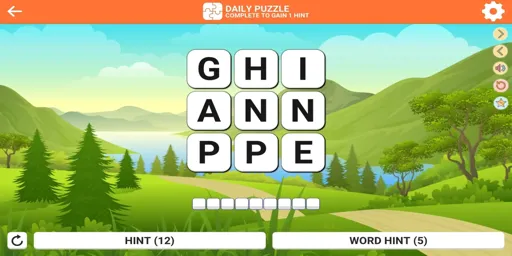 DAILY PUZZLE
COMPLETE TO GAIN 1 HINT
G H I
A N N
P P E
HINT (12)
WORD HINT (5)